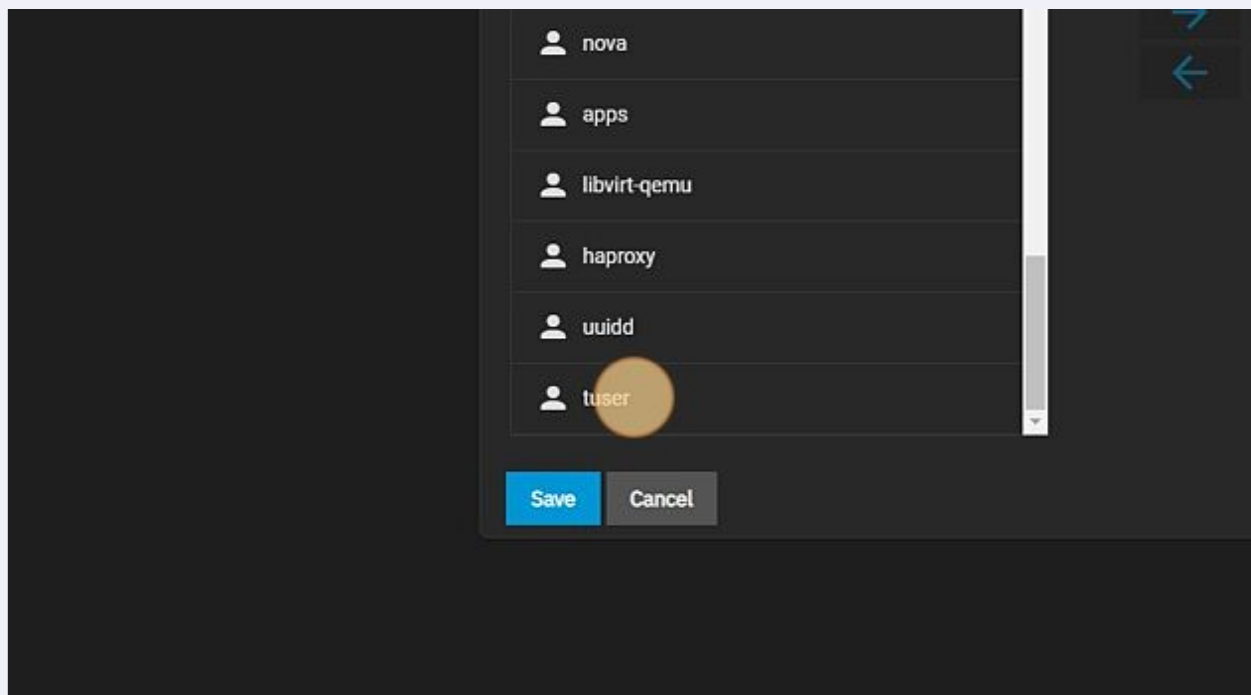 nova
apps
libvirt-qemu
haproxy
uuidd
tuser
Save Cancel